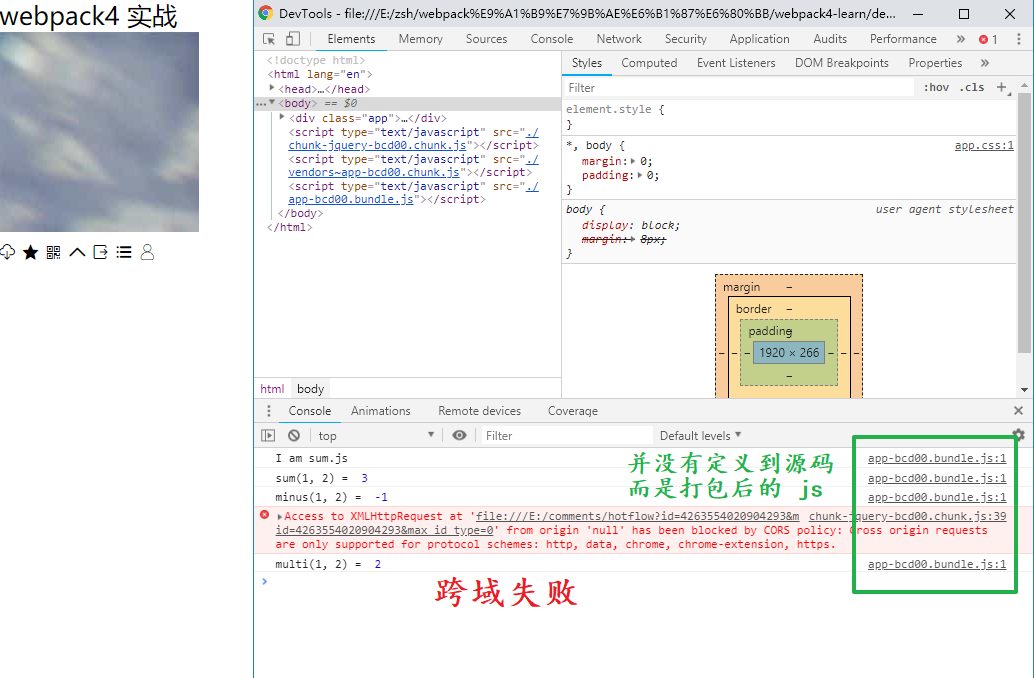 webpack4 实战
DevTools - file:///E:/zsh/webpack%E9%A1%B9%E7%9B%AE%E6%B1%87%E6%80%BB/webpack4-learn/de...
Elements Memory Sources Console Network Security Application Audits Performance » 1
<!doctype html>
<html lang="en">
<head>…</head>
... <body> == $0
<div class="app">…</div>
<script type="text/javascript" src="./
chunk-jquery-bcd00.chunk.js"></script>
<script type="text/javascript" src="./
vendors~app-bcd00.chunk.js"></script>
<script type="text/javascript" src="./
app-bcd00.bundle.js"></script>
</body>
</html>
html body
Styles Computed Event Listeners DOM Breakpoints Properties »
Filter :hov .cls +
element.style {
}
*, body { app.css:1
margin: 0;
padding: 0;
}
body { user agent stylesheet
display: block;
margin: 8px;
}
margin –
border –
padding –
– – – 1920 × 266 – – –
–
Console Animations Remote devices Coverage
top Filter Default levels
I am sum.js app-bcd00.bundle.js:1
sum(1, 2) = 3 app-bcd00.bundle.js:1
minus(1, 2) = -1 app-bcd00.bundle.js:1
并没有定义到源码
而是打包后的 js
Access to XMLHttpRequest at 'file:///E:/comments/hotflow?id=4263554020904293&m chunk-jquery-bcd00.chunk.js:39
id=4263554020904293&max_id_type=0' from origin 'null' has been blocked by CORS policy: Cross origin requests
are only supported for protocol schemes: http, data, chrome, chrome-extension, https.
multi(1, 2) = 2 app-bcd00.bundle.js:1
跨域失败